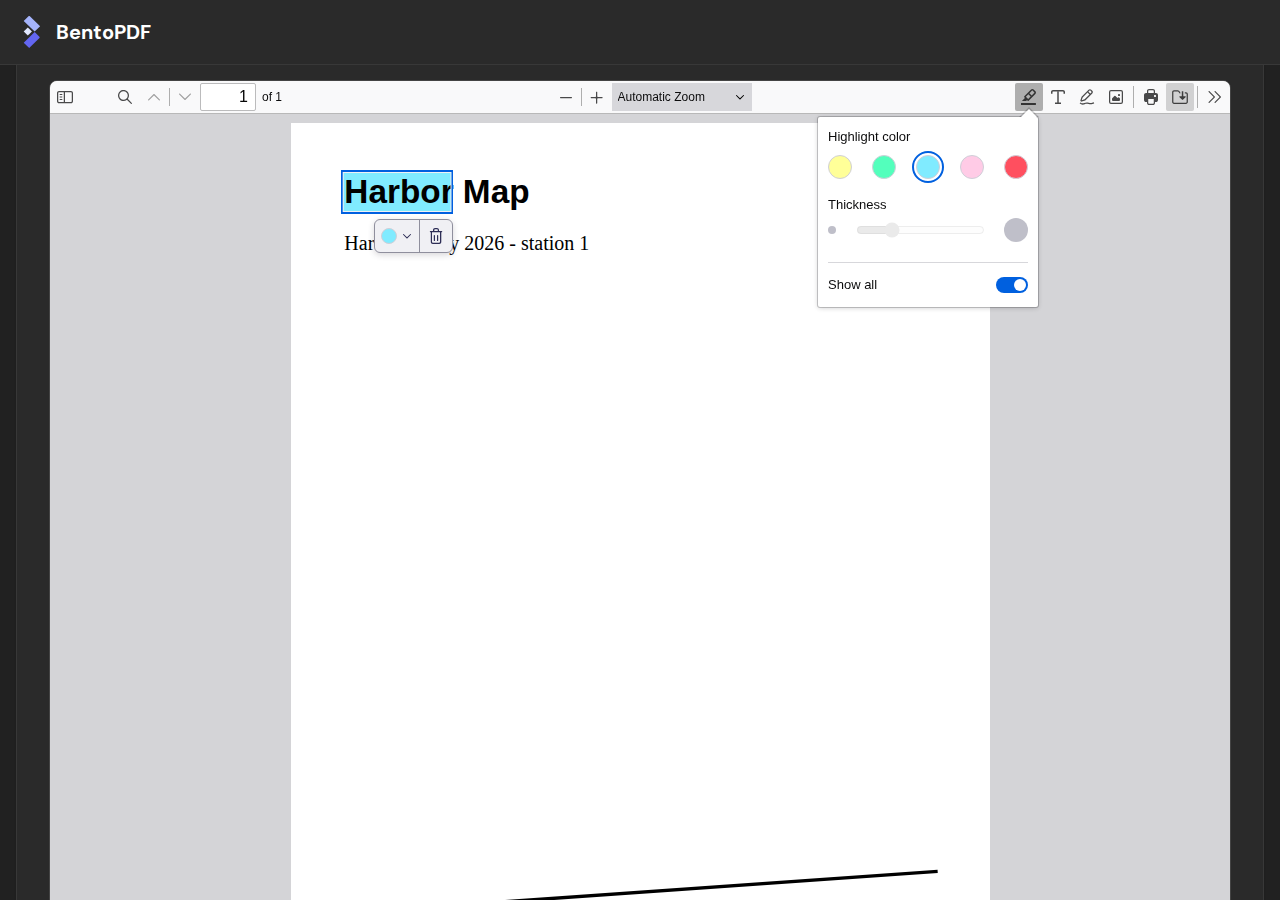 BentoPDF
1 of 1
Automatic Zoom
Highlight color
Thickness
Show all
Harbor Map
Har y 2026 - station 1